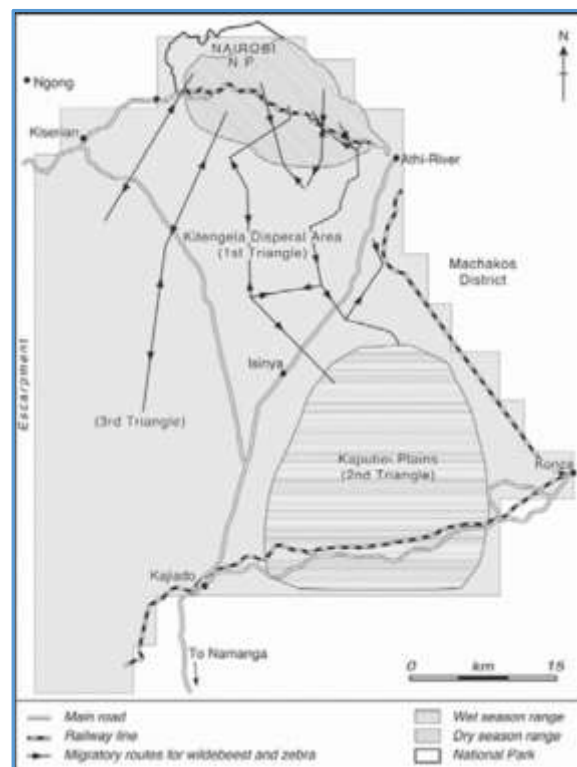 NAIROBI
N.P.
N
Ngong
Kiserian
Athi-River
Kitengela Disperal Area
(1st Triangle)
Machakos
District
Isinya
Escarpment
(3rd Triangle)
Kaputiei Plains
(2nd Triangle)
Konza
Kajiado
To Namanga
0 km 15
Main road
Railway line
Migratory routes for wildebeest and zebra
Wet season range
Dry season range
National Park